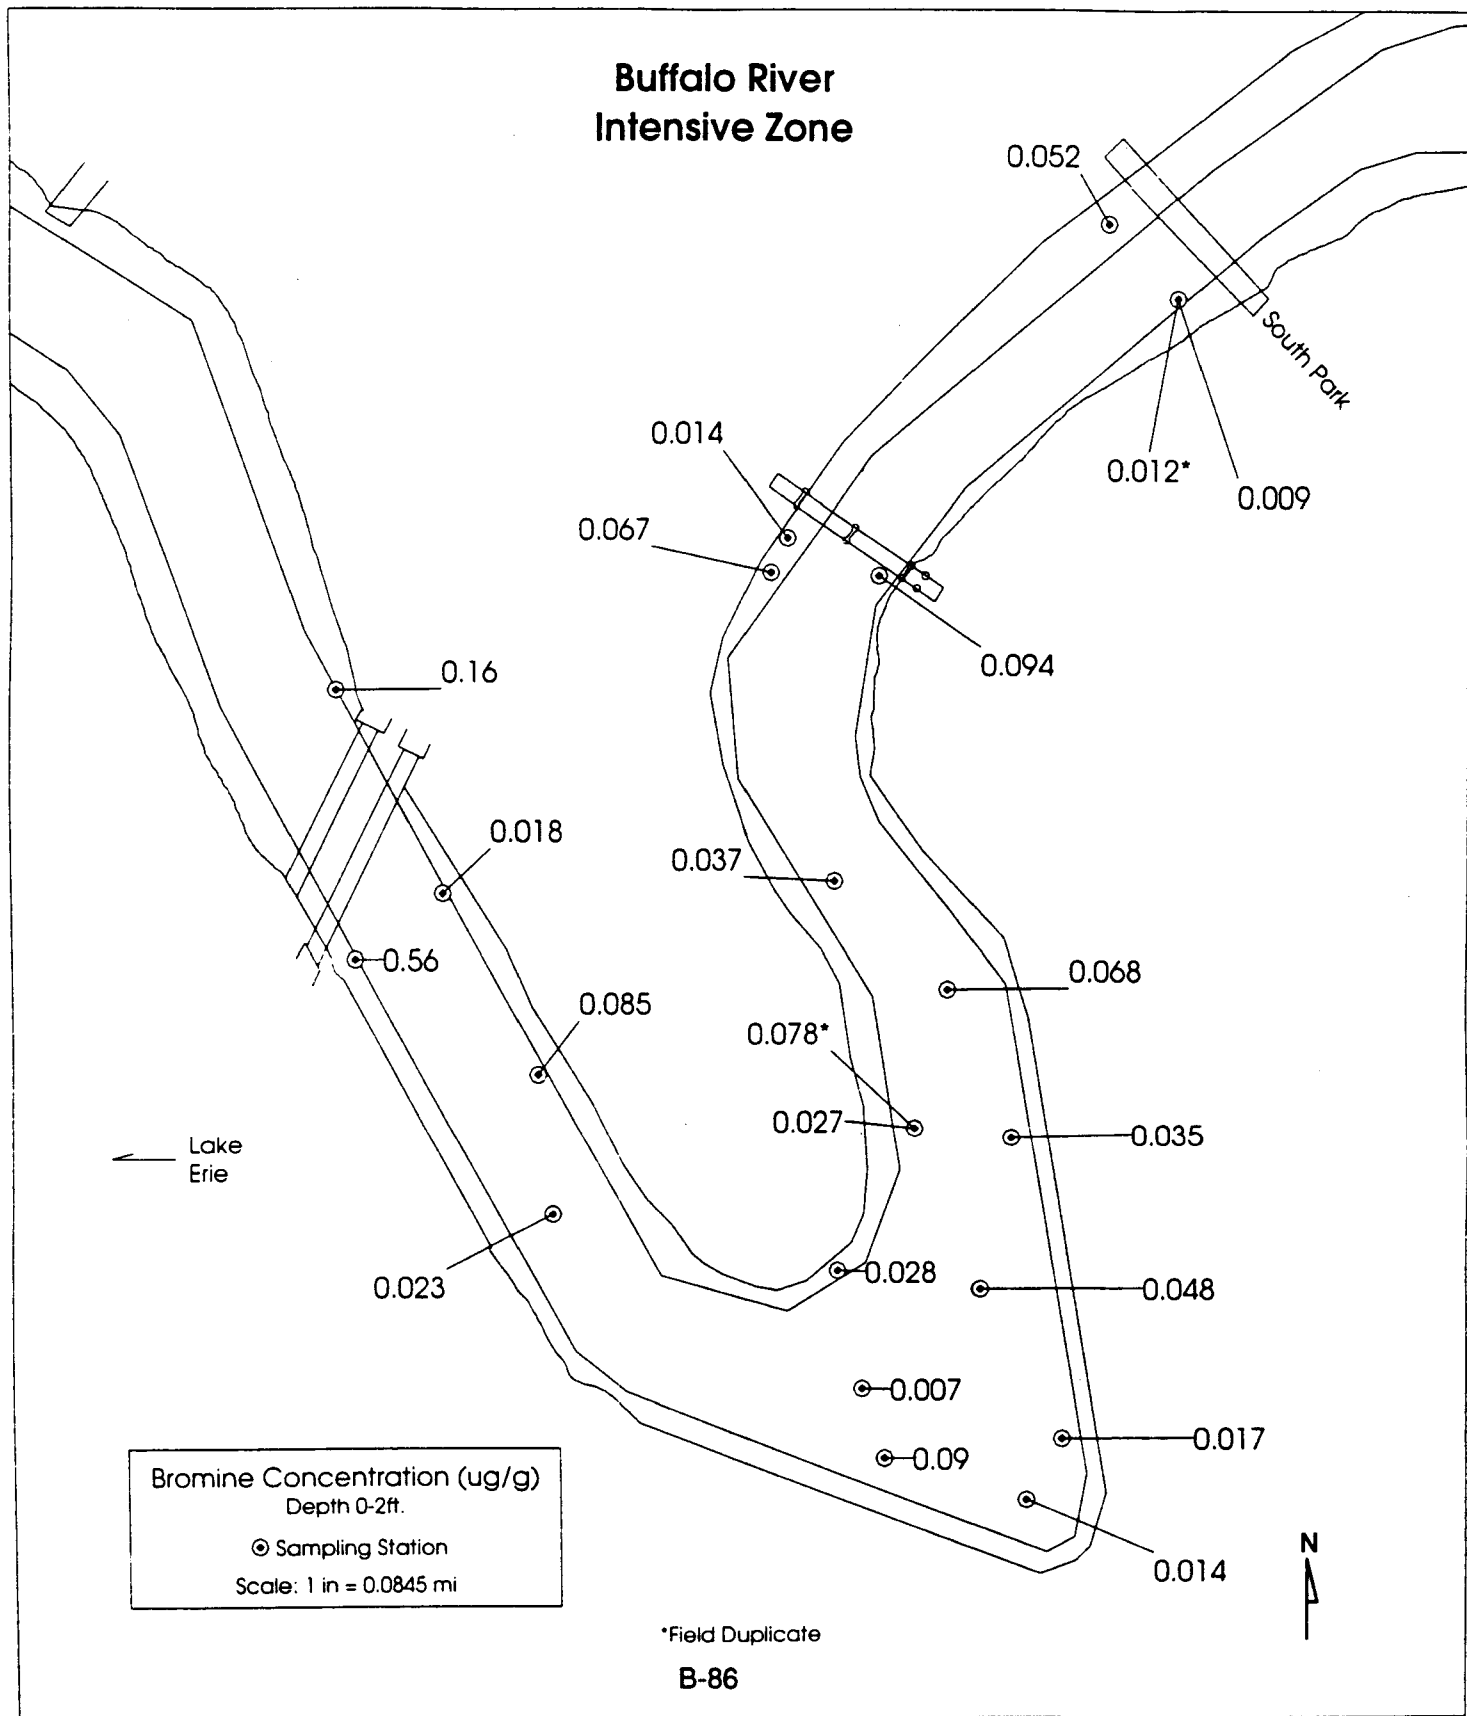 Buffalo River
Intensive Zone
0.052
South Park
0.014
0.012*
0.009
0.067
0.094
0.16
0.018
0.037
0.56
0.068
0.085
0.078*
0.027
0.035
Lake
Erie
0.023
0.028
0.048
0.007
0.017
0.09
0.014
Bromine Concentration (ug/g)
Depth 0-2ft.
Sampling Station
Scale: 1 in = 0.0845 mi
N
*Field Duplicate
B-86